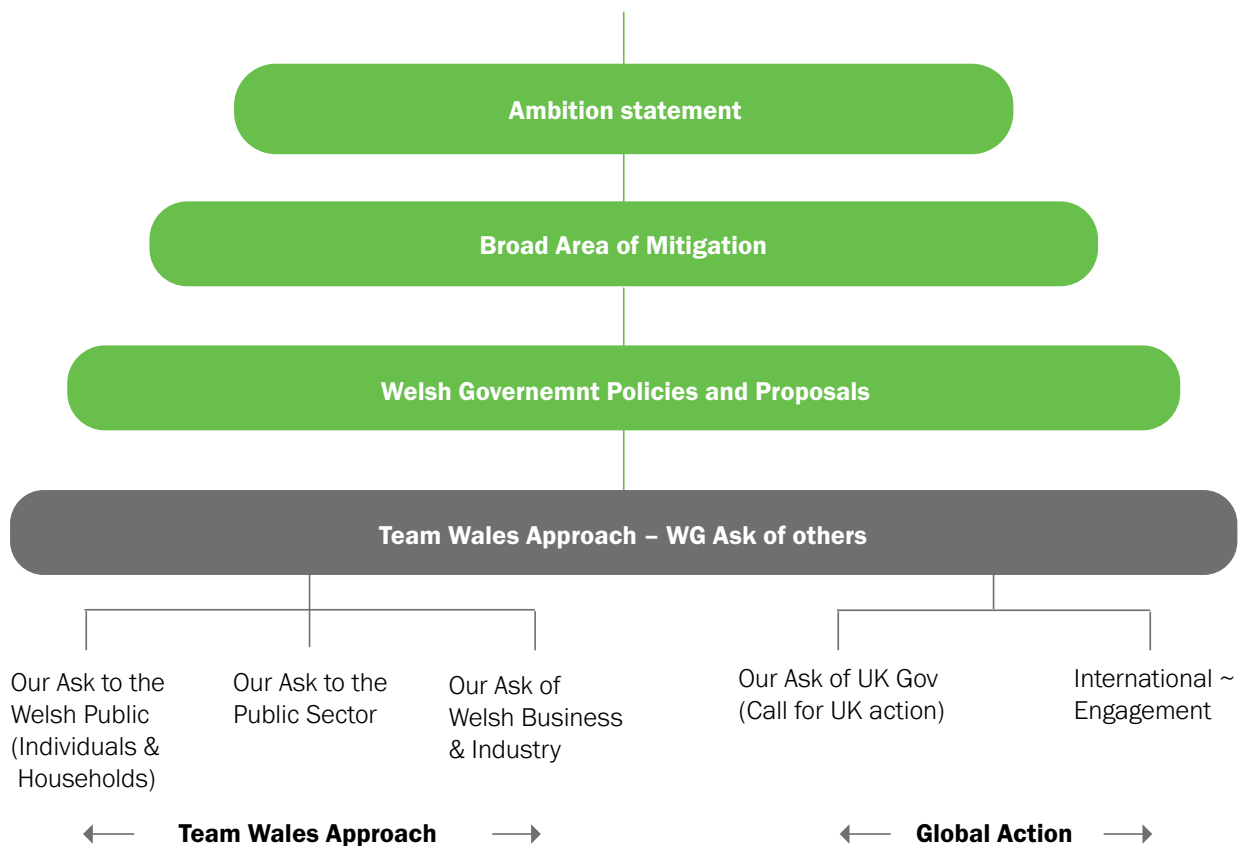 Ambition statement
Broad Area of Mitigation
Welsh Governemnt Policies and Proposals
Team Wales Approach – WG Ask of others
Our Ask to the
Welsh Public
(Individuals &
Households)
Our Ask to the
Public Sector
Our Ask of
Welsh Business
& Industry
Our Ask of UK Gov
(Call for UK action)
International ~
Engagement
Team Wales Approach
Global Action